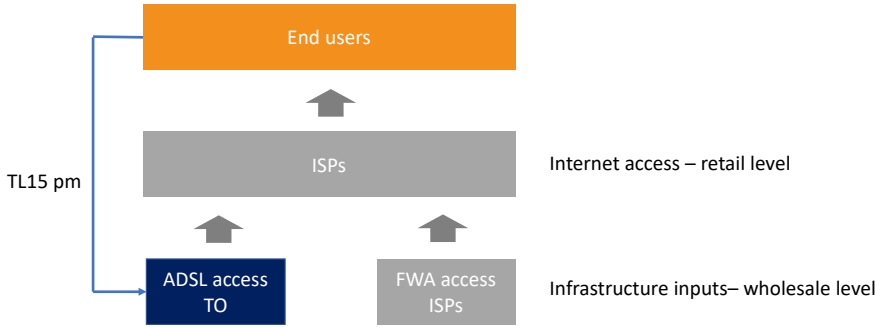 End users
ISPs
Internet access – retail level
TL15 pm
ADSL access
TO
FWA access
ISPs
Infrastructure inputs– wholesale level